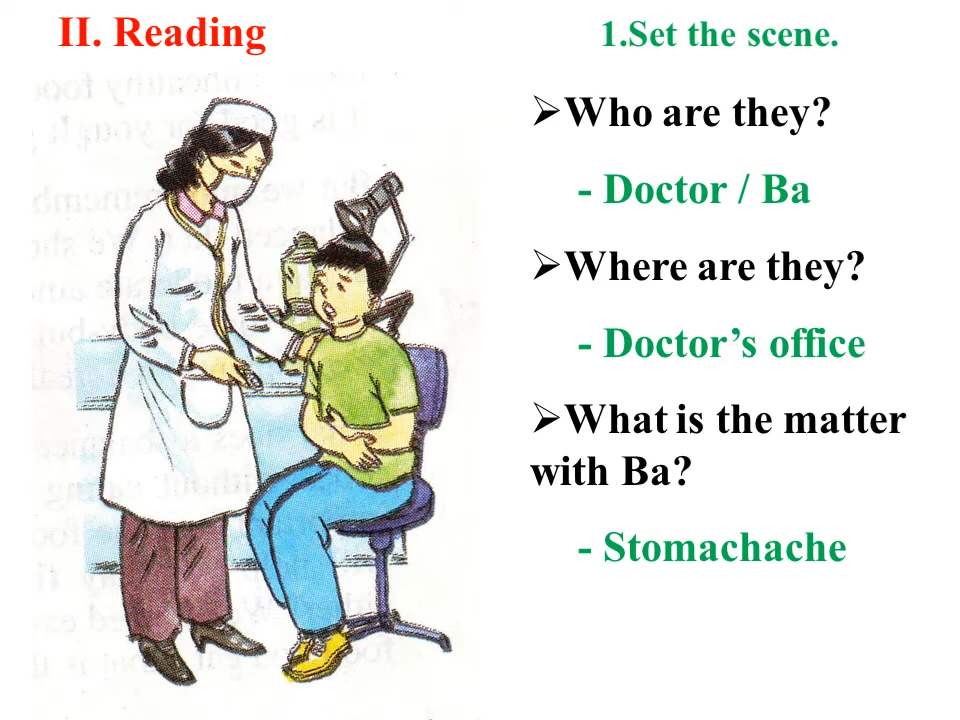 II. Reading
1.Set the scene.
➢Who are they?
- Doctor / Ba
➢Where are they?
- Doctor’s office
➢What is the matter
with Ba?
- Stomachache